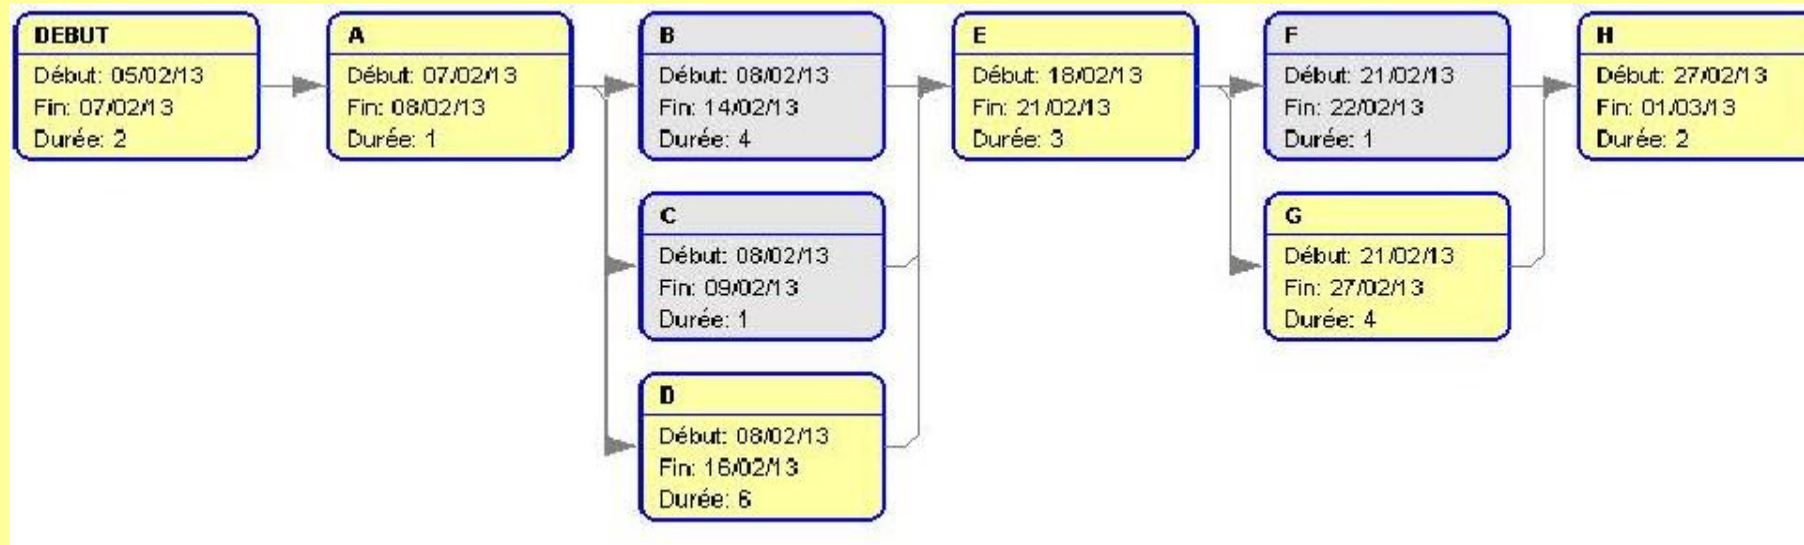 DEBUT
Début: 05/02/13
Fin: 07/02/13
Durée: 2
A
Début: 07/02/13
Fin: 08/02/13
Durée: 1
B
Début: 08/02/13
Fin: 14/02/13
Durée: 4
C
Début: 08/02/13
Fin: 09/02/13
Durée: 1
D
Début: 08/02/13
Fin: 16/02/13
Durée: 6
E
Début: 18/02/13
Fin: 21/02/13
Durée: 3
F
Début: 21/02/13
Fin: 22/02/13
Durée: 1
G
Début: 21/02/13
Fin: 27/02/13
Durée: 4
H
Début: 27/02/13
Fin: 01/03/13
Durée: 2